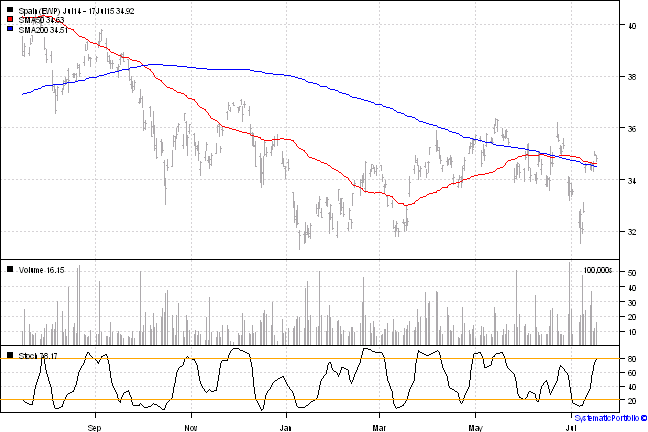 Spain (EWP) Jul14 - 17Jul15 34.92
SMA50 34.63
SMA200 34.51
40
38
36
34
32
Volume 16.15
100,000s
50
40
30
20
10
Stoch 78.17
80
60
40
20
Sep Nov Jan Mar May Jul
SystematicPortfolio ©